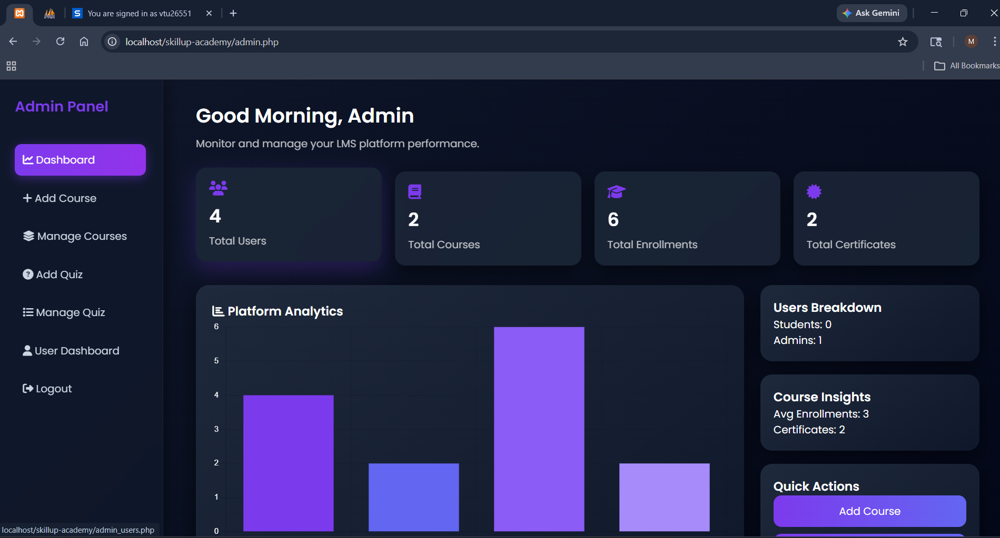 You are signed in as vtu26551
Ask Gemini
localhost/skillup-academy/admin.php
M
All Bookmarks
Admin Panel
Dashboard
Add Course
Manage Courses
Add Quiz
Manage Quiz
User Dashboard
Logout
Good Morning, Admin
Monitor and manage your LMS platform performance.
4
Total Users
2
Total Courses
6
Total Enrollments
2
Total Certificates
Platform Analytics
6
5
4
3
2
1
0
Users Breakdown
Students: 0
Admins: 1
Course Insights
Avg Enrollments: 3
Certificates: 2
Quick Actions
Add Course
localhost/skillup-academy/admin_users.php